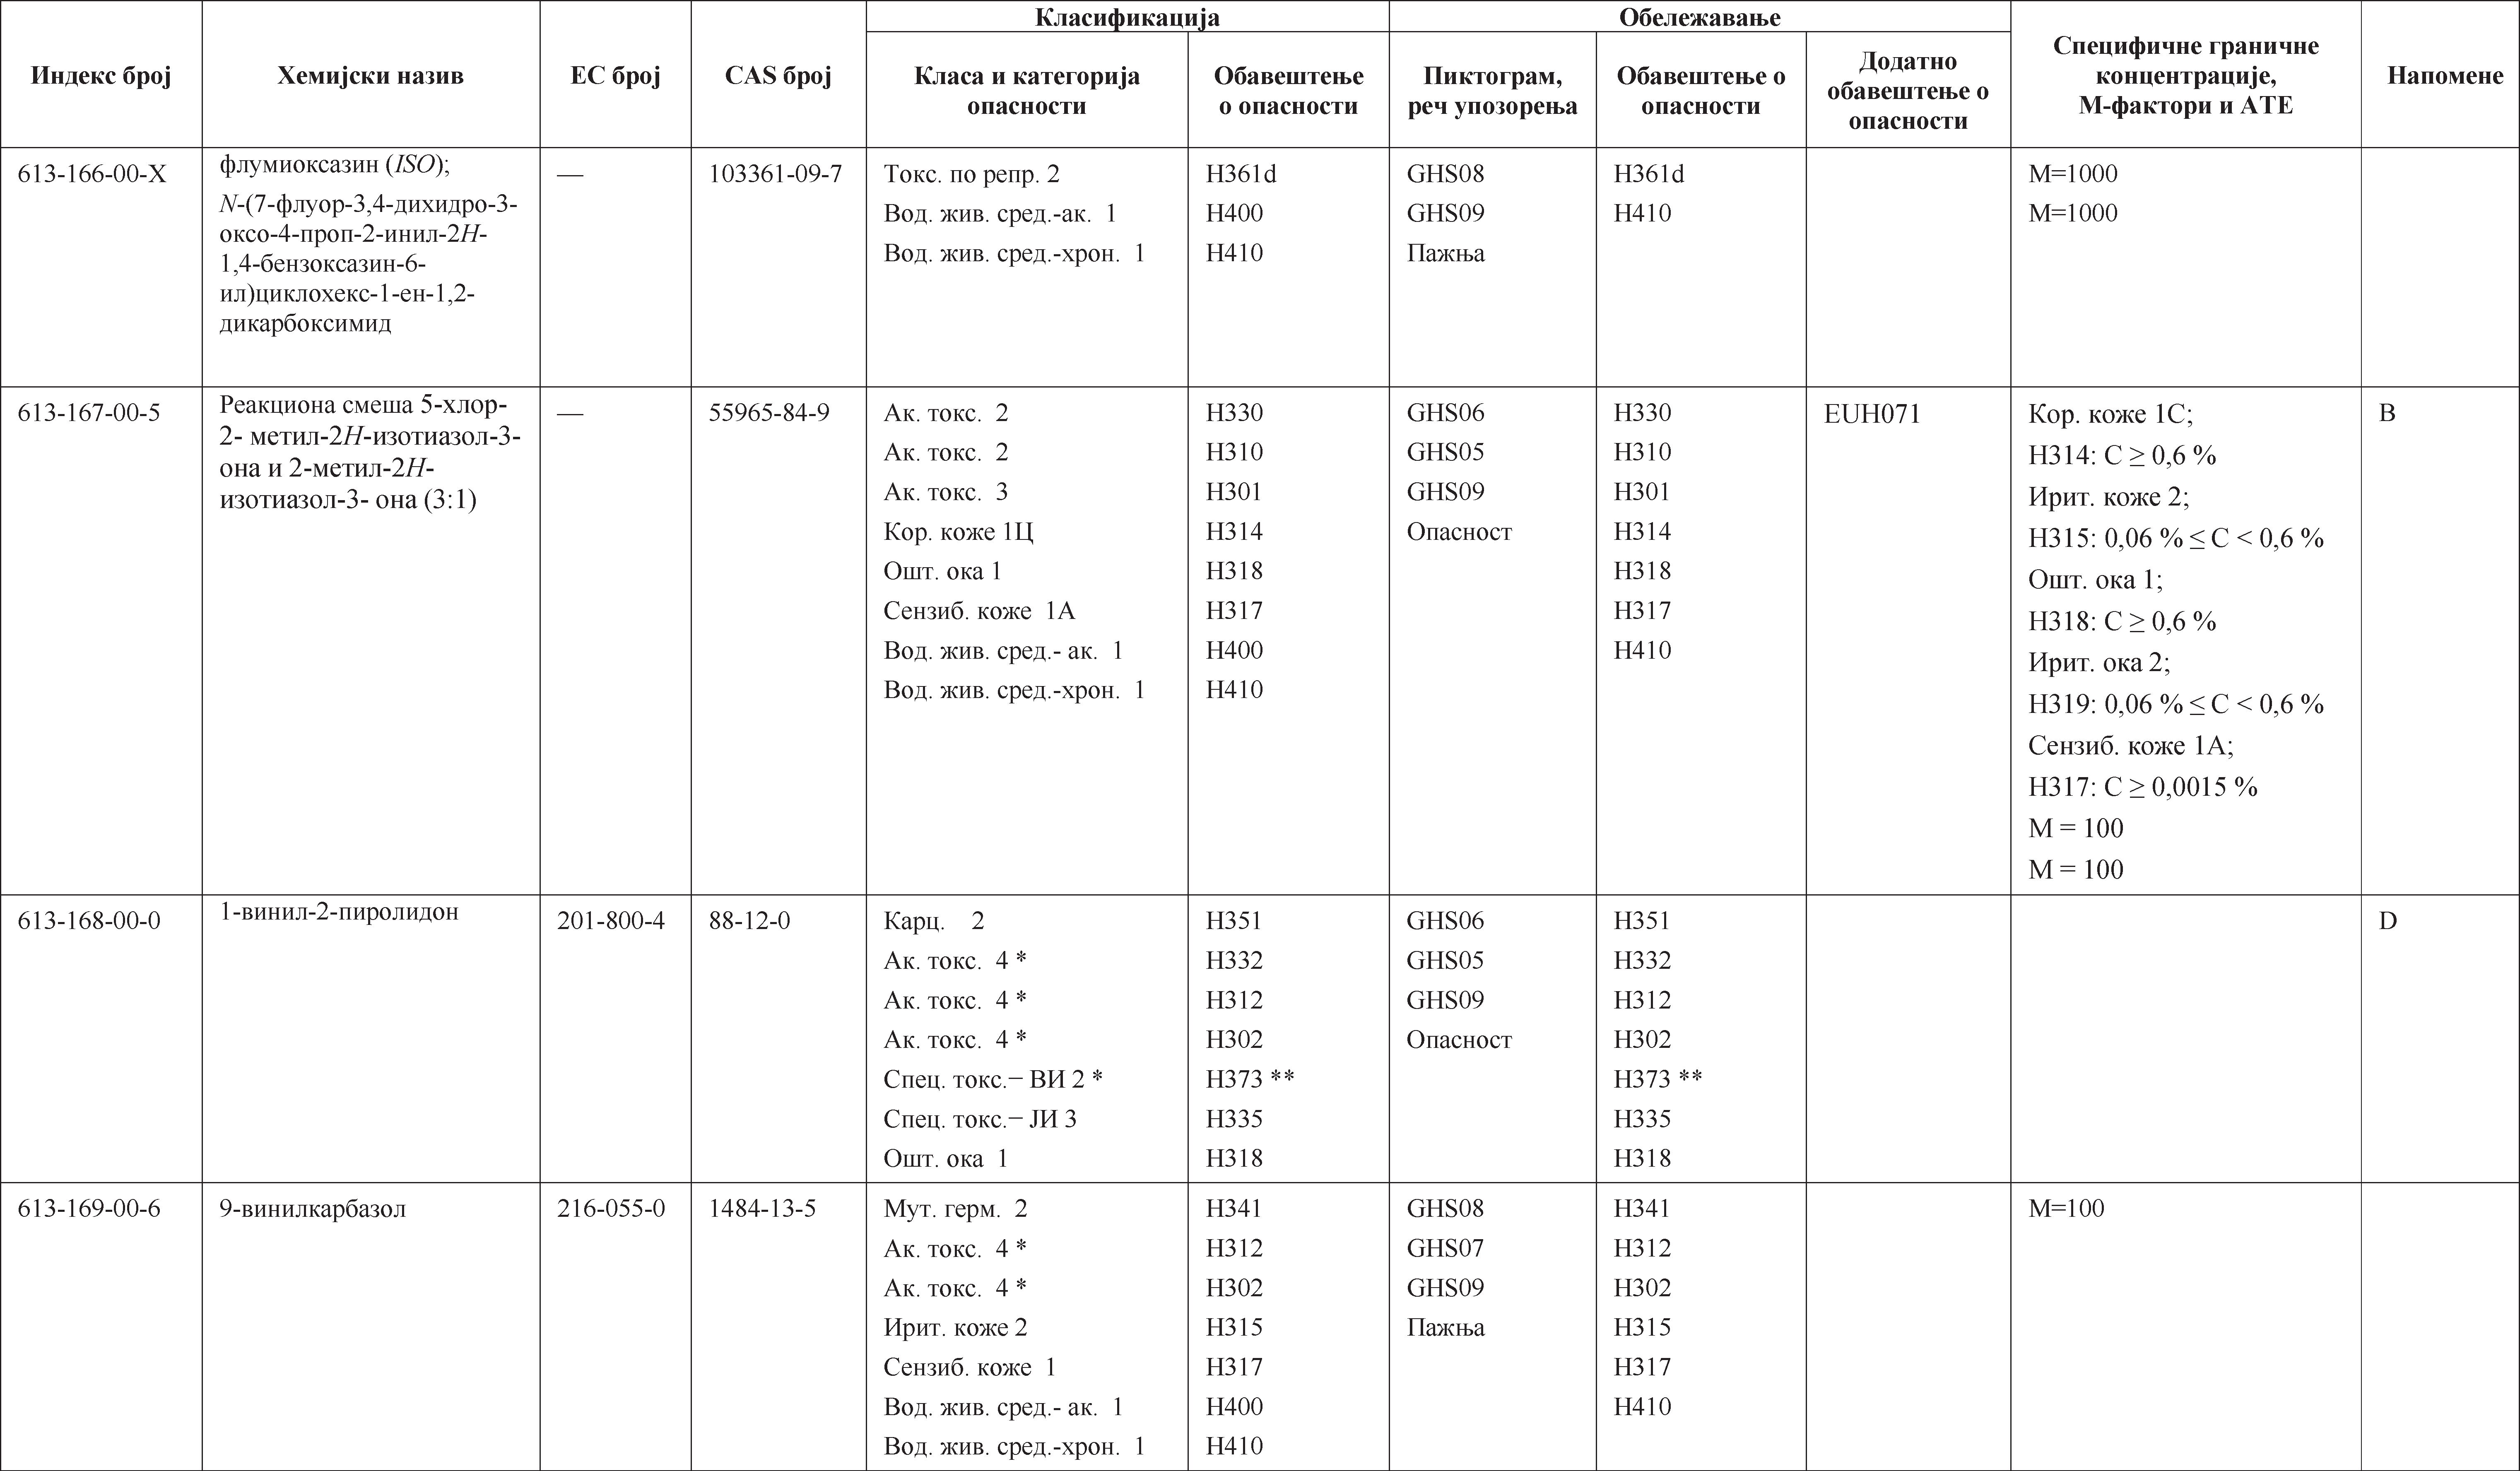 Класификација
Обележавање
Индекс број
Хемијски назив
ЕС број
CAS број
Класа и категорија
опасности
Обавештење
о опасности
Пиктограм,
реч упозорења
Обавештење о
опасности
Додатно
обавештење о
опасности
Специфичне граничне
концентрације,
М-фактори и АТЕ
Напомене
613-166-00-X
флумиоксазин (ISO);
N-(7-флуор-3,4-дихидро-3-
оксо-4-проп-2-инил-2H-
1,4-бензоксазин-6-
ил)циклохекс-1-ен-1,2-
дикарбоксимид
—
103361-09-7
Токс. по репр. 2
Вод. жив. сред.-ак. 1
Вод. жив. сред.-хрон. 1
H361d
H400
H410
GHS08
GHS09
Пажња
H361d
H410
M=1000
M=1000
613-167-00-5
Реакциона смеша 5-хлор-
2- метил-2H-изотиазол-3-
она и 2-метил-2H-
изотиазол-3- она (3:1)
—
55965-84-9
Ак. токс. 2
Ак. токс. 2
Ак. токс. 3
Кор. коже 1Ц
Ошт. ока 1
Сензиб. коже 1А
Вод. жив. сред.- ак. 1
Вод. жив. сред.-хрон. 1
H330
H310
H301
H314
H318
H317
H400
H410
GHS06
GHS05
GHS09
Опасност
H330
H310
H301
H314
H318
H317
H410
EUH071
Кор. коже 1C;
H314: C ≥ 0,6 %
Ирит. коже 2;
H315: 0,06 % ≤ C < 0,6 %
Ошт. ока 1;
H318: C ≥ 0,6 %
Ирит. ока 2;
H319: 0,06 % ≤ C < 0,6 %
Сензиб. коже 1А;
H317: C ≥ 0,0015 %
M = 100
M = 100
B
613-168-00-0
1-винил-2-пиролидон
201-800-4
88-12-0
Карц. 2
Ак. токс. 4 *
Ак. токс. 4 *
Ак. токс. 4 *
Спец. токс.− ВИ 2 *
Спец. токс.− ЈИ 3
Ошт. ока 1
H351
H332
H312
H302
H373 **
H335
H318
GHS06
GHS05
GHS09
Опасност
H351
H332
H312
H302
H373 **
H335
H318
D
613-169-00-6
9-винилкарбазол
216-055-0
1484-13-5
Мут. герм. 2
Ак. токс. 4 *
Ак. токс. 4 *
Ирит. коже 2
Сензиб. коже 1
Вод. жив. сред.- ак. 1
Вод. жив. сред.-хрон. 1
H341
H312
H302
H315
H317
H400
H410
GHS08
GHS07
GHS09
Пажња
H341
H312
H302
H315
H317
H410
M=100